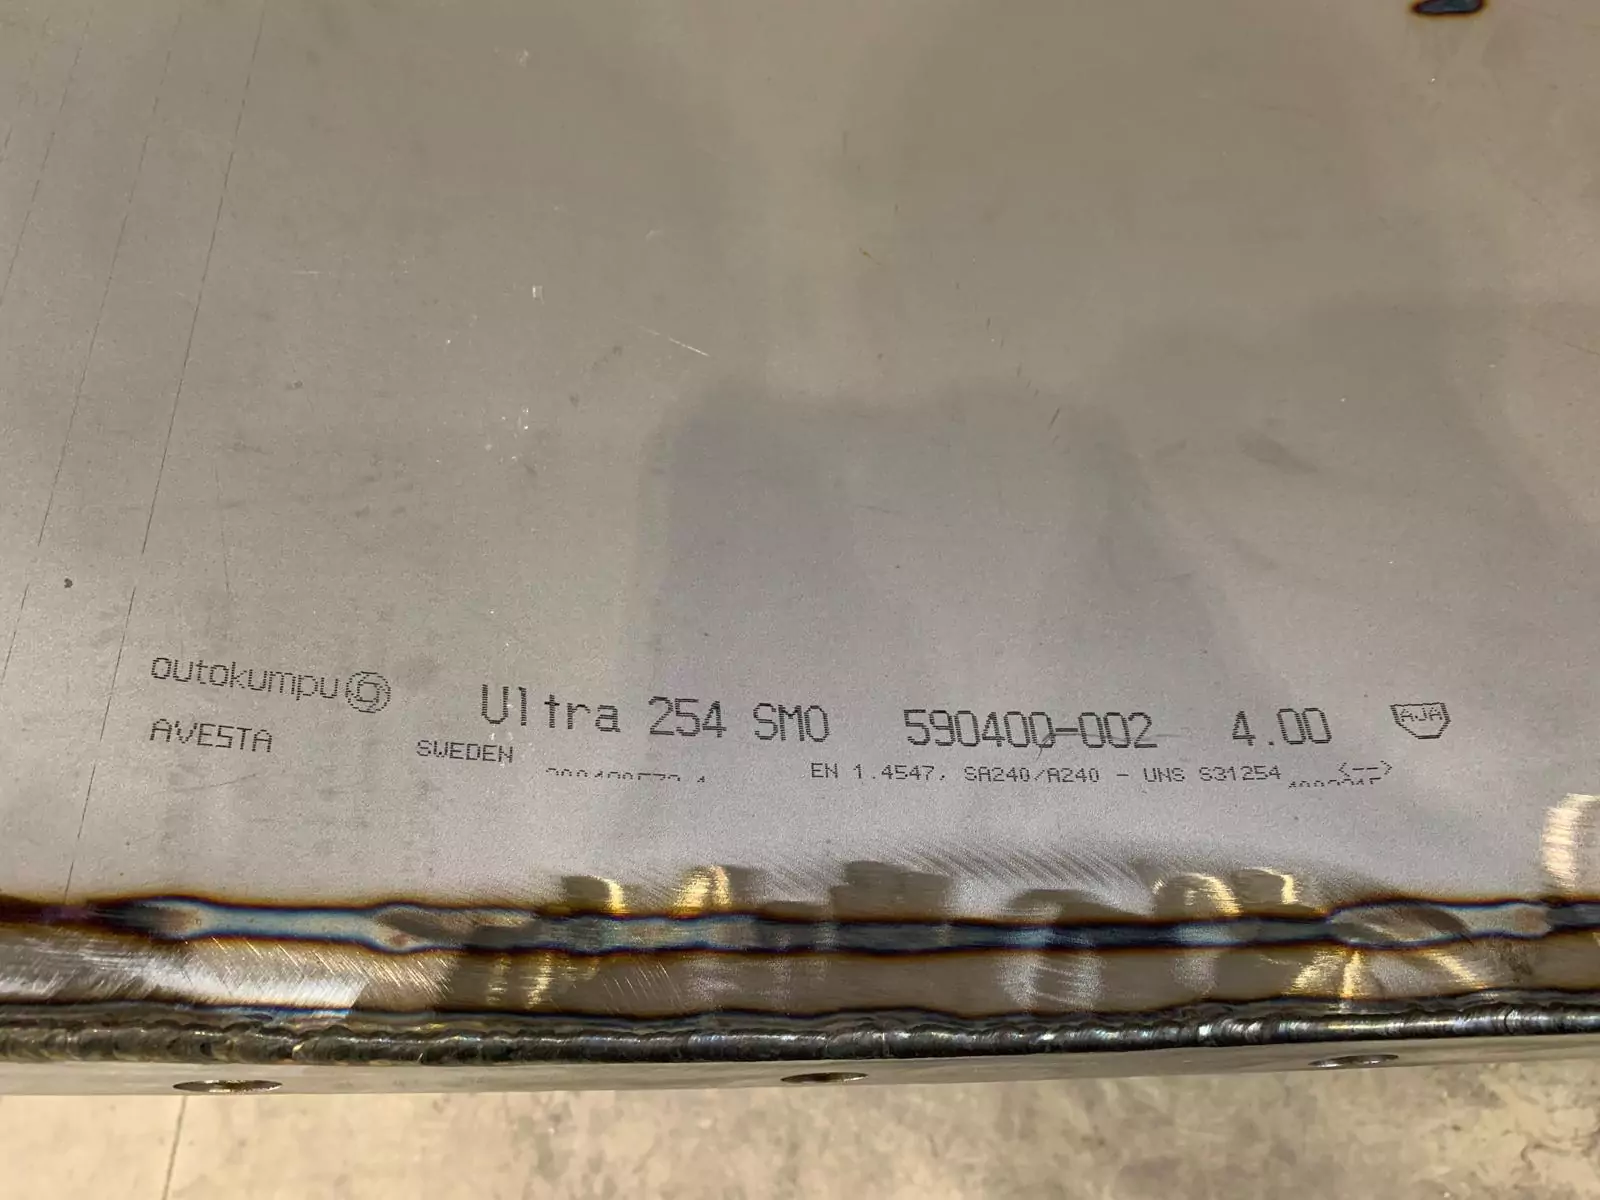 outokumpu
Ultra 254 SMO 590400-002 4.00 AJA
AVESTA SWEDEN EN 1.4547, SA240/A240 - UNS S31254 <-->